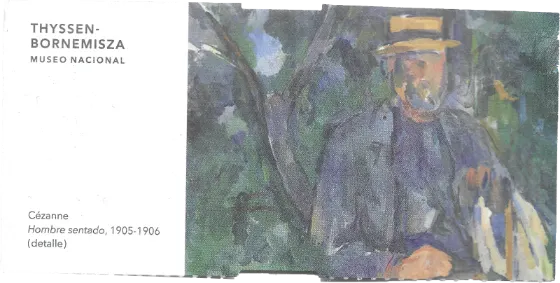 THYSSEN-
BORNEMISZA
MUSEO NACIONAL
Cézanne
Hombre sentado, 1905-1906
(detalle)